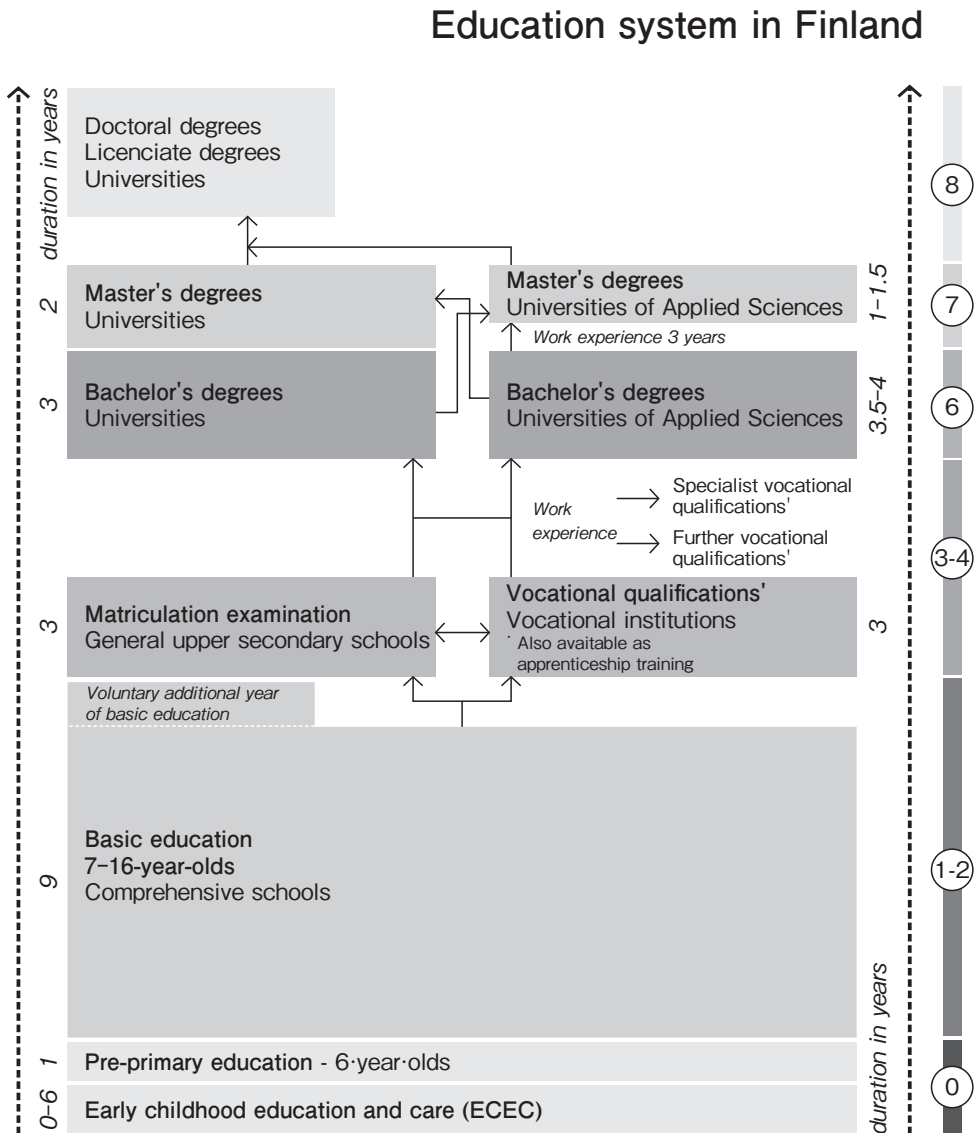 Education system in Finland
duration in years
Doctoral degrees
Licenciate degrees
Universities
8
2
Master's degrees
Universities
Master's degrees
Universities of Applied Sciences
1-1.5
7
Work experience 3 years
3
Bachelor's degrees
Universities
Bachelor's degrees
Universities of Applied Sciences
3.5-4
6
Work
experience
Specialist vocational
qualifications'
Further vocational
qualifications'
3-4
3
Matriculation examination
General upper secondary schools
Vocational qualifications'
Vocational institutions
' Also available as
apprenticeship training
3
Voluntary additional year
of basic education
9
Basic education
7-16-year-olds
Comprehensive schools
1-2
duration in years
1
Pre-primary education - 6·year·olds
0-6
Early childhood education and care (ECEC)
0